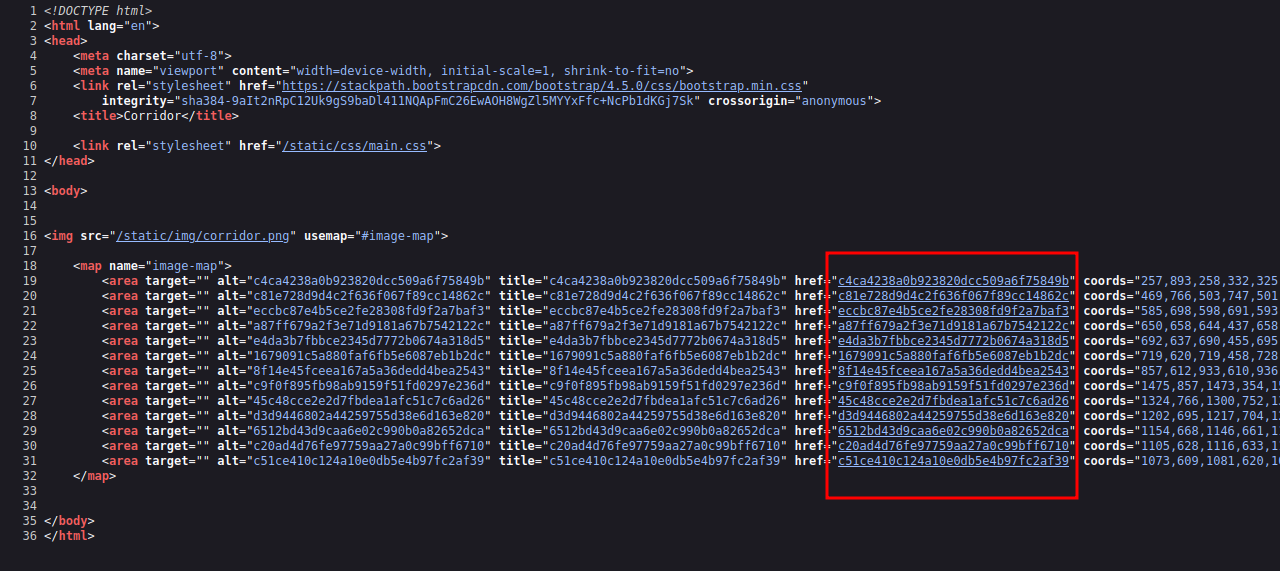 1 <!DOCTYPE html>
2 <html lang="en">
3 <head>
4 <meta charset="utf-8">
5 <meta name="viewport" content="width=device-width, initial-scale=1, shrink-to-fit=no">
6 <link rel="stylesheet" href="https://stackpath.bootstrapcdn.com/bootstrap/4.5.0/css/bootstrap.min.css"
7 integrity="sha384-9aIt2nRpC12Uk9gS9baDl411NQApFmC26EwAOH8WgZl5MYYxFfc+NcPb1dKGj7Sk" crossorigin="anonymous">
8 <title>Corridor</title>
9
10 <link rel="stylesheet" href="/static/css/main.css">
11 </head>
12
13 <body>
14
15
16 <img src="/static/img/corridor.png" usemap="#image-map">
17
18 <map name="image-map">
19 <area target="" alt="c4ca4238a0b923820dcc509a6f75849b" title="c4ca4238a0b923820dcc509a6f75849b" href="c4ca4238a0b923820dcc509a6f75849b" coords="257,893,258,332,325
20 <area target="" alt="c81e728d9d4c2f636f067f89cc14862c" title="c81e728d9d4c2f636f067f89cc14862c" href="c81e728d9d4c2f636f067f89cc14862c" coords="469,766,503,747,501
21 <area target="" alt="eccbc87e4b5ce2fe28308fd9f2a7baf3" title="eccbc87e4b5ce2fe28308fd9f2a7baf3" href="eccbc87e4b5ce2fe28308fd9f2a7baf3" coords="585,698,598,691,593
22 <area target="" alt="a87ff679a2f3e71d9181a67b7542122c" title="a87ff679a2f3e71d9181a67b7542122c" href="a87ff679a2f3e71d9181a67b7542122c" coords="650,658,644,437,658
23 <area target="" alt="e4da3b7fbbce2345d7772b0674a318d5" title="e4da3b7fbbce2345d7772b0674a318d5" href="e4da3b7fbbce2345d7772b0674a318d5" coords="692,637,690,455,695
24 <area target="" alt="1679091c5a880faf6fb5e6087eb1b2dc" title="1679091c5a880faf6fb5e6087eb1b2dc" href="1679091c5a880faf6fb5e6087eb1b2dc" coords="719,620,719,458,728
25 <area target="" alt="8f14e45fceea167a5a36dedd4bea2543" title="8f14e45fceea167a5a36dedd4bea2543" href="8f14e45fceea167a5a36dedd4bea2543" coords="857,612,933,610,936
26 <area target="" alt="c9f0f895fb98ab9159f51fd0297e236d" title="c9f0f895fb98ab9159f51fd0297e236d" href="c9f0f895fb98ab9159f51fd0297e236d" coords="1475,857,1473,354,1
27 <area target="" alt="45c48cce2e2d7fbdea1afc51c7c6ad26" title="45c48cce2e2d7fbdea1afc51c7c6ad26" href="45c48cce2e2d7fbdea1afc51c7c6ad26" coords="1324,766,1300,752,1
28 <area target="" alt="d3d9446802a44259755d38e6d163e820" title="d3d9446802a44259755d38e6d163e820" href="d3d9446802a44259755d38e6d163e820" coords="1202,695,1217,704,1
29 <area target="" alt="6512bd43d9caa6e02c990b0a82652dca" title="6512bd43d9caa6e02c990b0a82652dca" href="6512bd43d9caa6e02c990b0a82652dca" coords="1154,668,1146,661,1
30 <area target="" alt="c20ad4d76fe97759aa27a0c99bff6710" title="c20ad4d76fe97759aa27a0c99bff6710" href="c20ad4d76fe97759aa27a0c99bff6710" coords="1105,628,1116,633,1
31 <area target="" alt="c51ce410c124a10e0db5e4b97fc2af39" title="c51ce410c124a10e0db5e4b97fc2af39" href="c51ce410c124a10e0db5e4b97fc2af39" coords="1073,609,1081,620,1
32 </map>
33
34
35 </body>
36 </html>